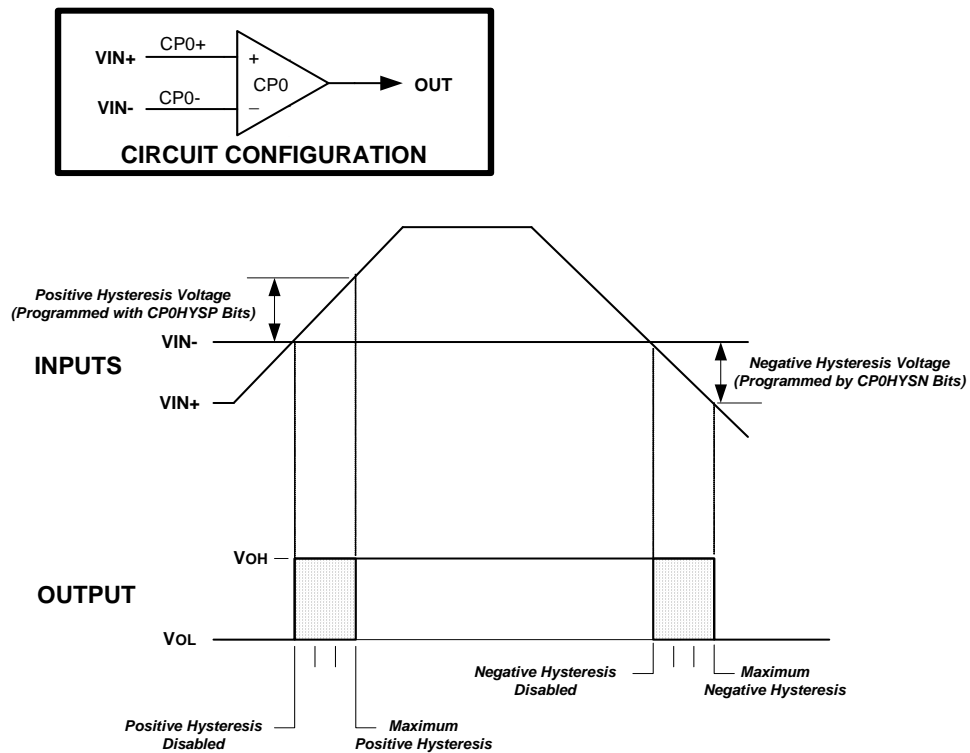 VIN+
CP0+
+
CP0
OUT
VIN-
CP0-
_
CIRCUIT CONFIGURATION
Positive Hysteresis Voltage
(Programmed with CP0HYSP Bits)
VIN-
INPUTS
VIN+
Negative Hysteresis Voltage
(Programmed by CP0HYSN Bits)
VOH
OUTPUT
VOL
Positive Hysteresis
Disabled
Maximum
Positive Hysteresis
Negative Hysteresis
Disabled
Maximum
Negative Hysteresis